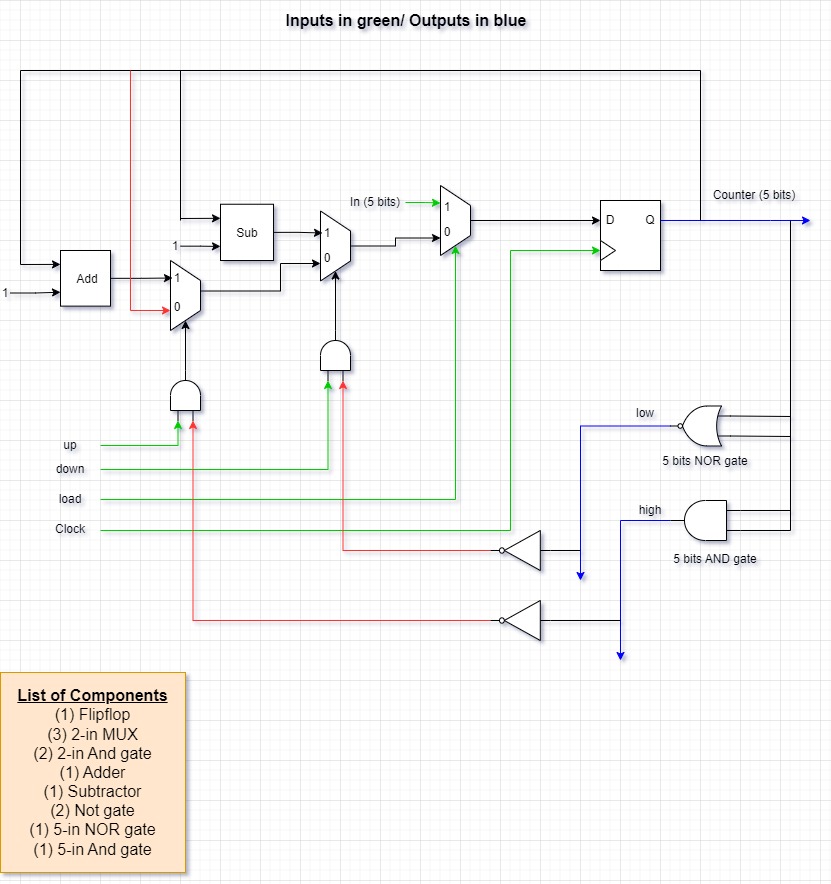 Inputs in green/ Outputs in blue
Counter (5 bits)
In (5 bits)
1
0
D
Q
1
Sub
1
0
1
Add
1
0
up
down
load
Clock
low
5 bits NOR gate
high
5 bits AND gate
List of Components
(1) Flipflop
(3) 2-in MUX
(2) 2-in And gate
(1) Adder
(1) Subtractor
(2) Not gate
(1) 5-in NOR gate
(1) 5-in And gate